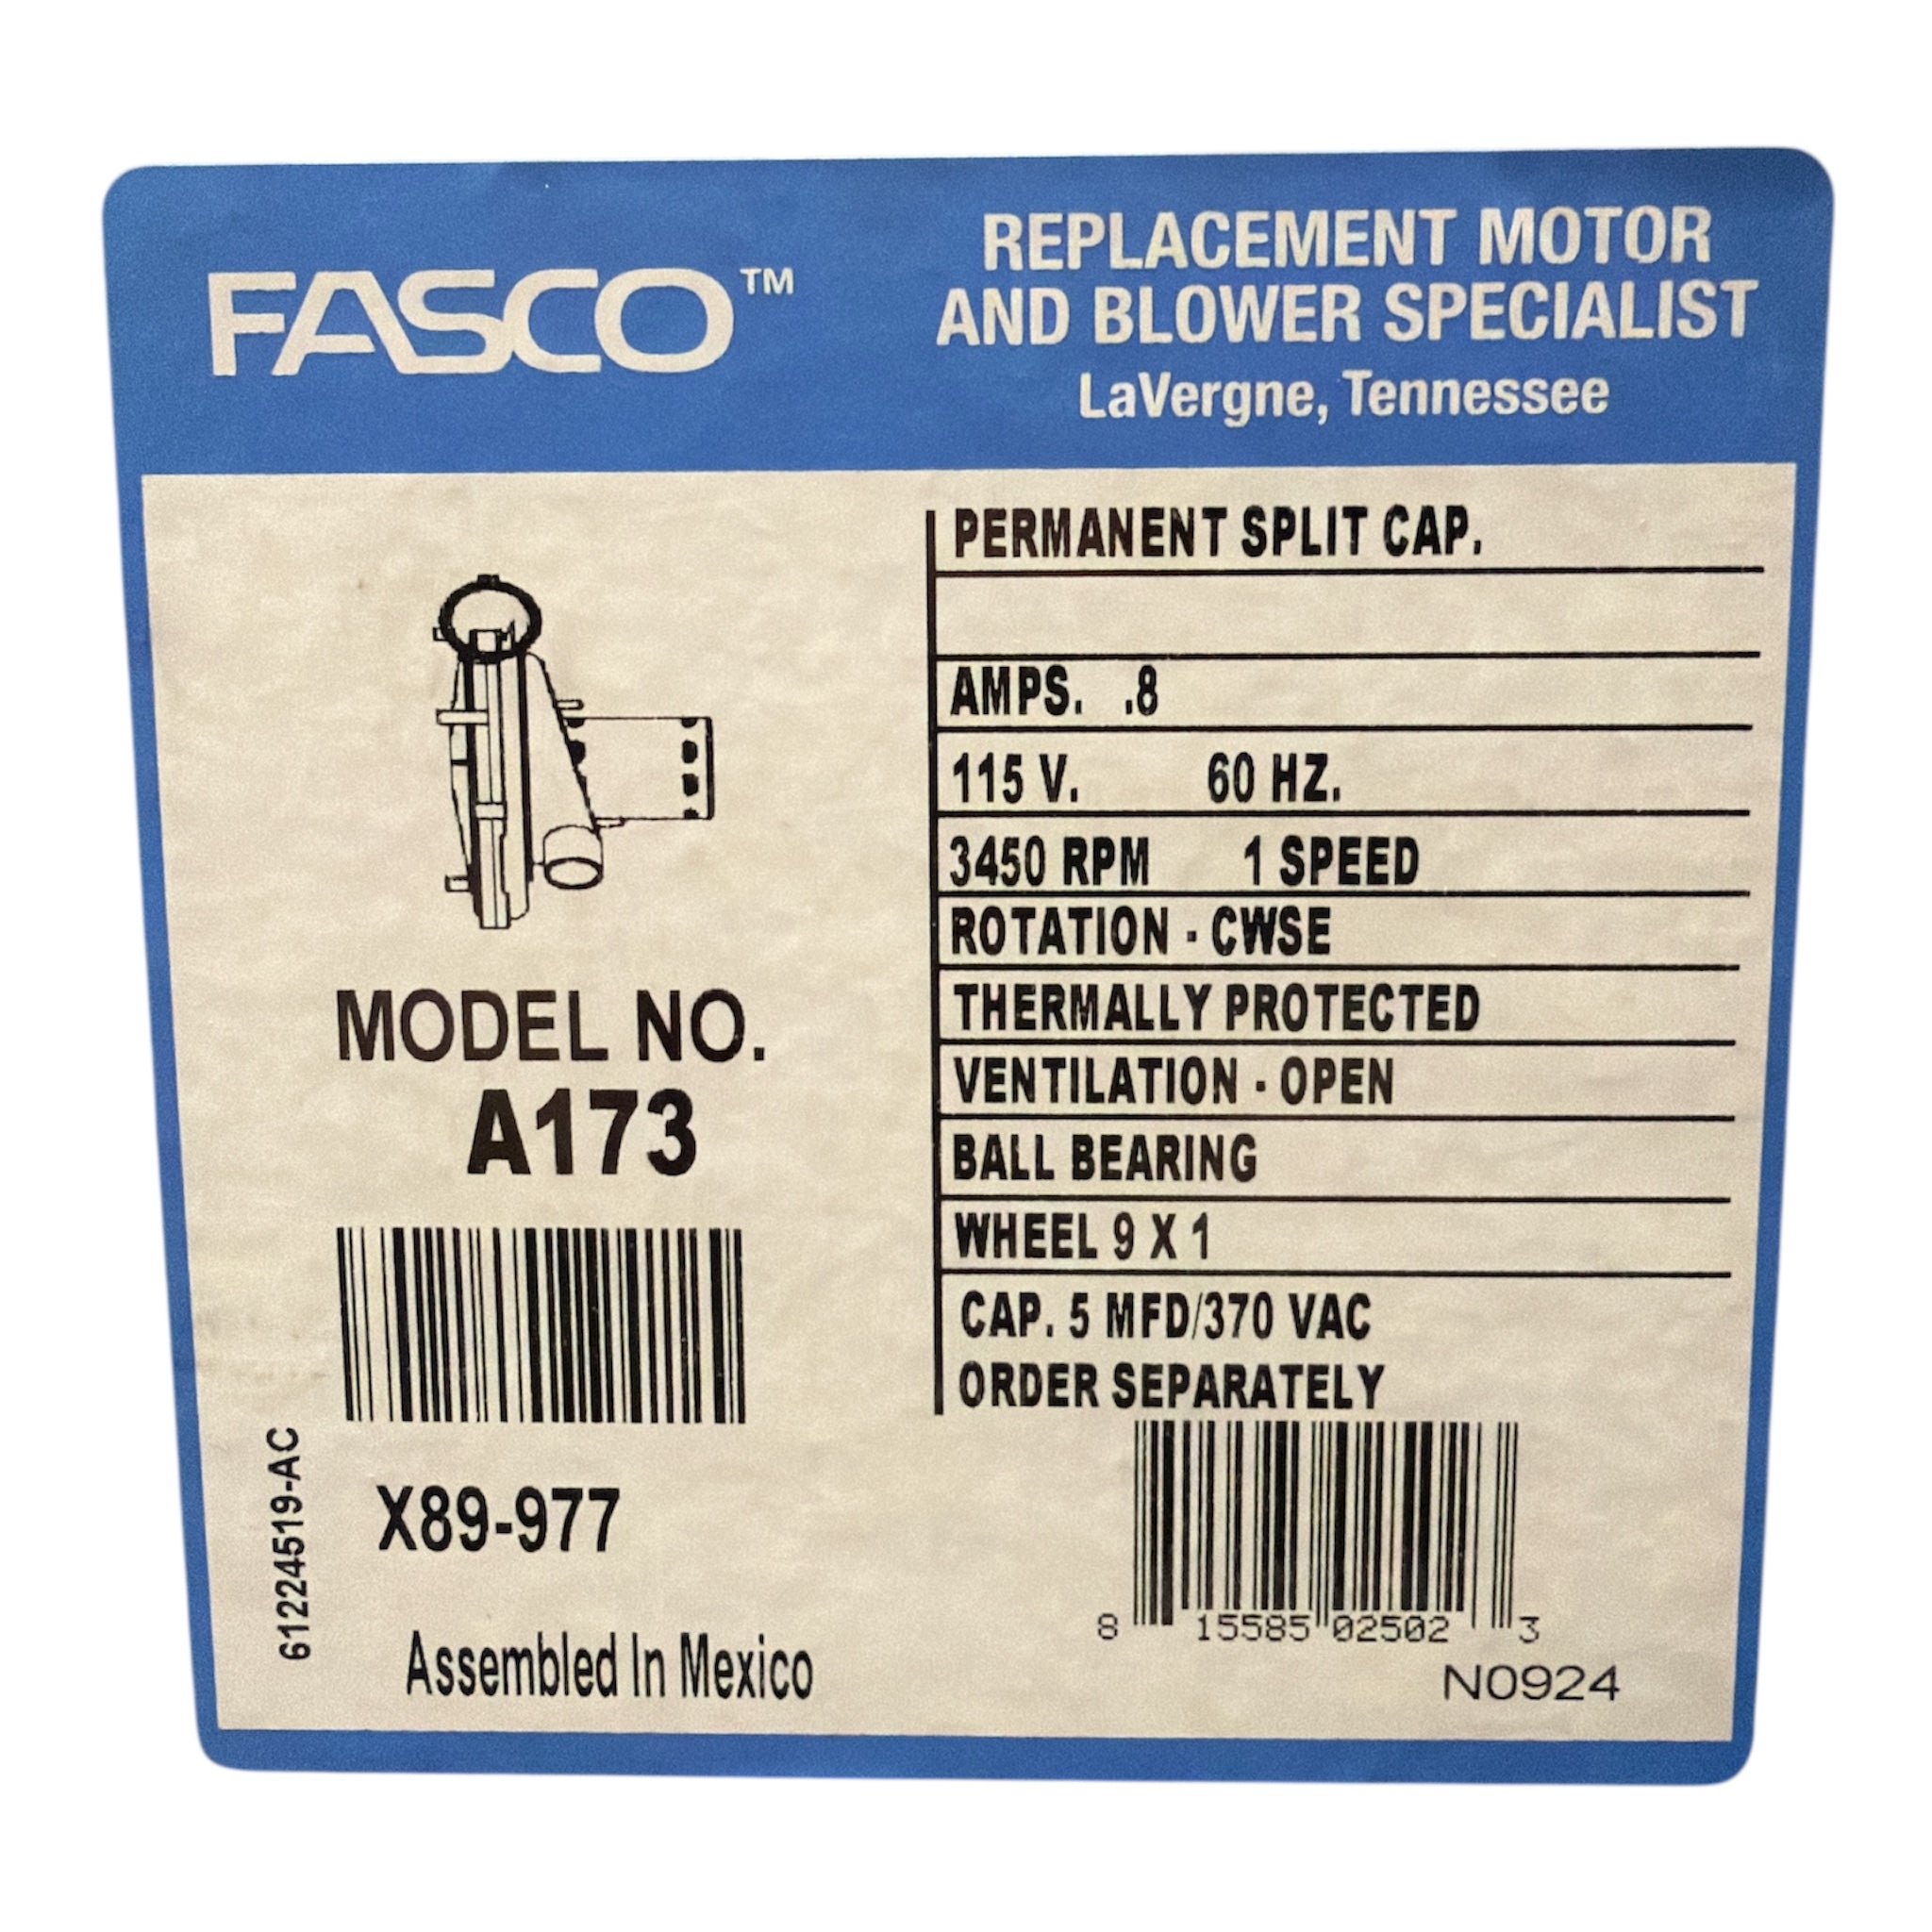 FASCO™
REPLACEMENT MOTOR
AND BLOWER SPECIALIST
LaVergne, Tennessee
PERMANENT SPLIT CAP.
AMPS. .8
115 V. 60 HZ.
3450 RPM 1 SPEED
ROTATION - CWSE
THERMALLY PROTECTED
VENTILATION - OPEN
BALL BEARING
WHEEL 9 X 1
CAP. 5 MFD/370 VAC
ORDER SEPARATELY
MODEL NO.
A173
X89-977
61224519-AC
Assembled In Mexico
8 15585 02502 3
N0924